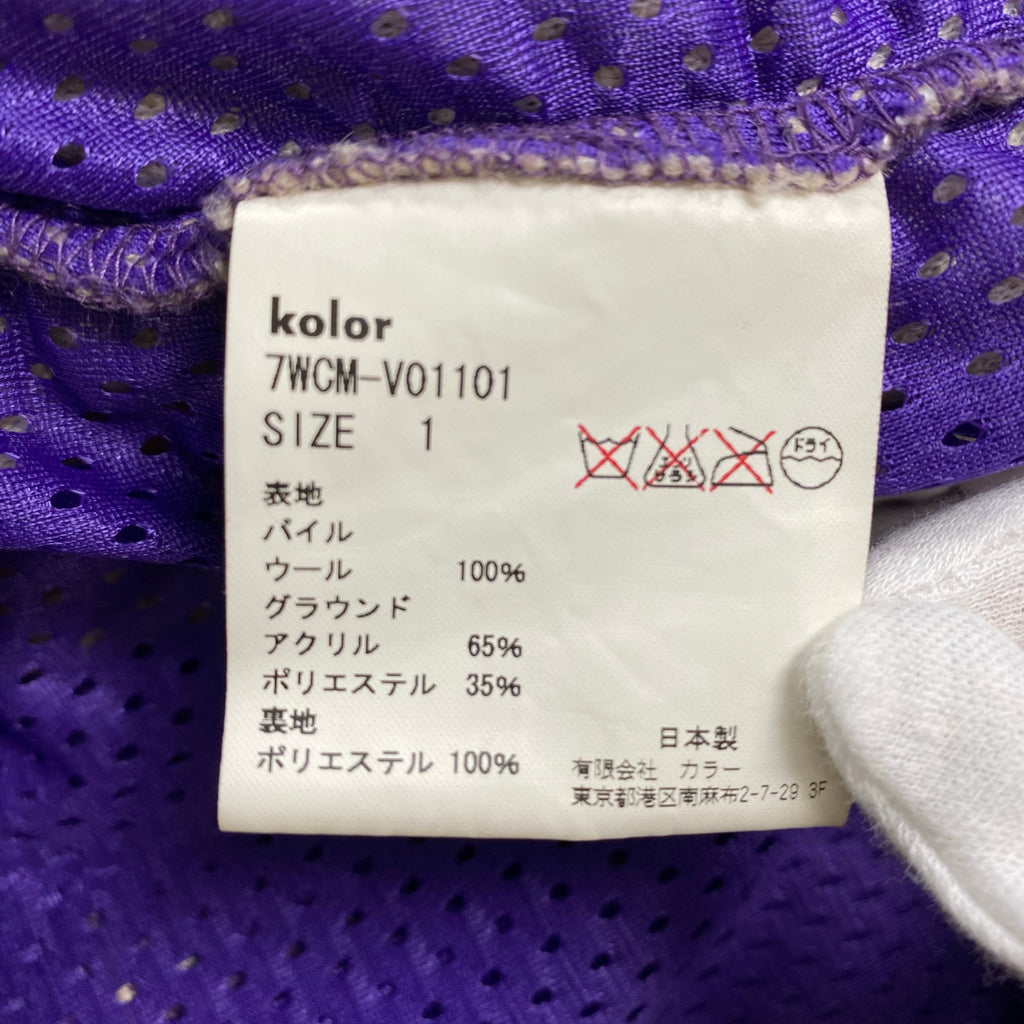 kolor
7WCM-V01101
SIZE 1
ドライ
表地
パイル
ウール 100%
グラウンド
アクリル 65%
ポリエステル 35%
裏地
ポリエステル 100%
日本製
有限会社 カラー
東京都港区南麻布2-7-29 3F